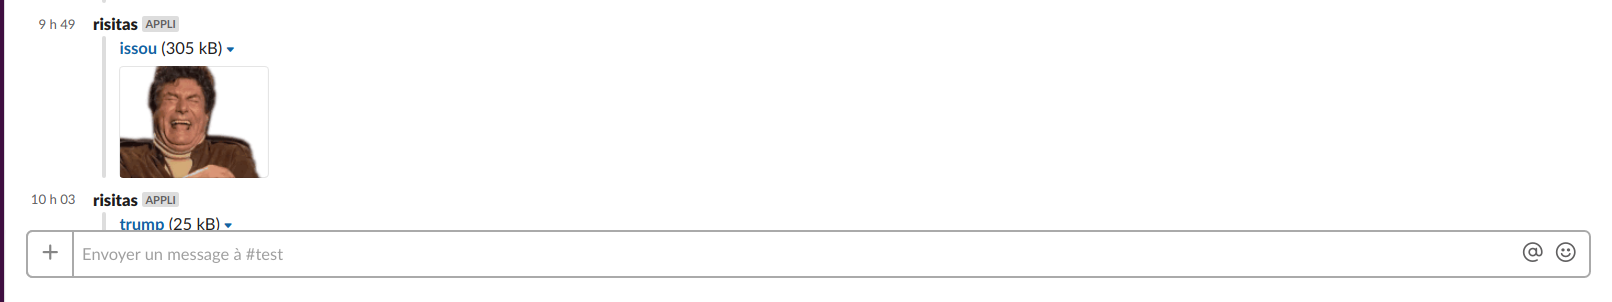 9 h 49 risitas APPLI
issou (305 kB)
10 h 03 risitas APPLI
trump (25 kB)
Envoyer un message à #test